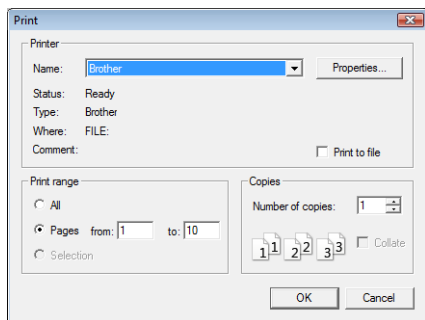 Print
Printer
Name: Brother Properties...
Status: Ready
Type: Brother
Where: FILE:
Comment: Print to file
Print range
All
Pages from: 1 to: 10
Selection
Copies
Number of copies: 1
1 1 2 2 3 3 Collate
OK Cancel